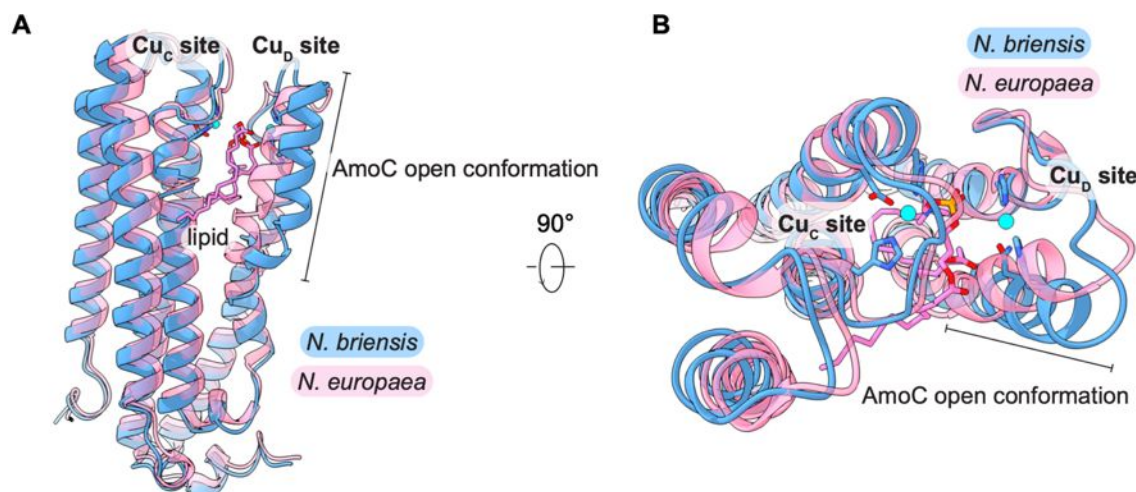 A
Cu_C site
Cu_D site
AmoC open conformation
lipid
N. briensis
N. europaea
90°
B
N. briensis
N. europaea
Cu_D site
Cu_C site
AmoC open conformation